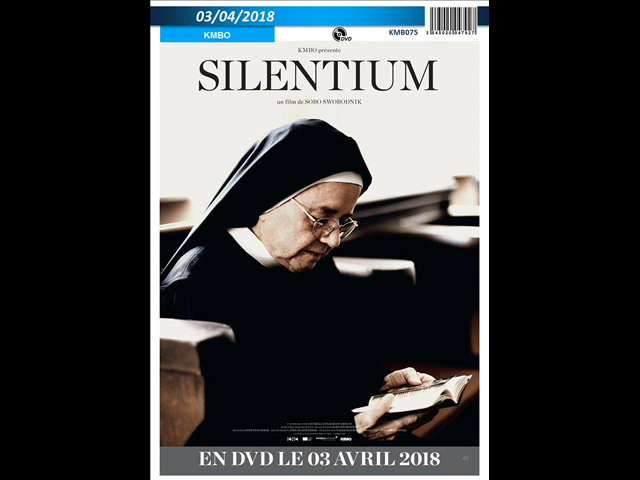 03/04/2018
KMBO
DVD
KMB075
KMBO présente
SILENTIUM
un film de SOBO SWOBODNIK
KMBO
EN DVD LE 03 AVRIL 2018